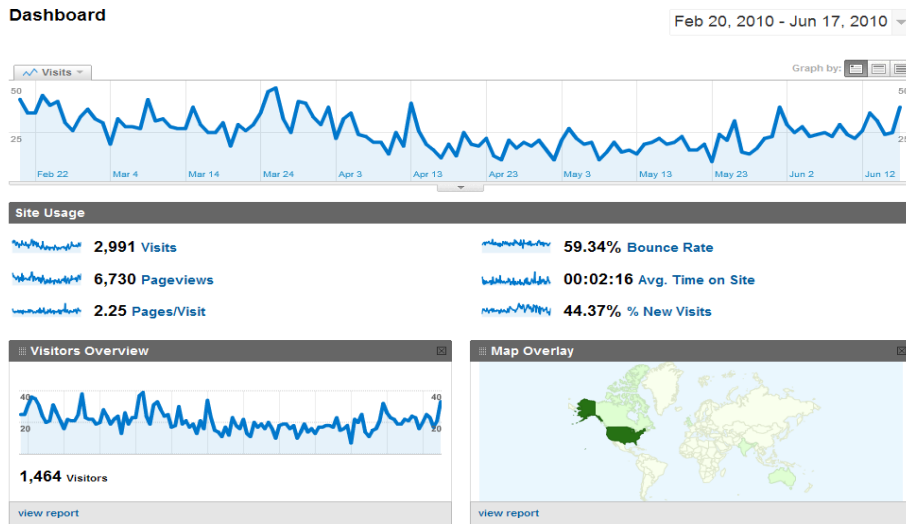 Dashboard
Feb 20, 2010 - Jun 17, 2010
Visits
Graph by:
50 50
25 25
Feb 22 Mar 4 Mar 14 Mar 24 Apr 3 Apr 13 Apr 23 May 3 May 13 May 23 Jun 2 Jun 12
Site Usage
2,991 Visits
59.34% Bounce Rate
6,730 Pageviews
00:02:16 Avg. Time on Site
2.25 Pages/Visit
44.37% % New Visits
Visitors Overview
40 40
20 20
1,464 Visitors
view report
Map Overlay
view report